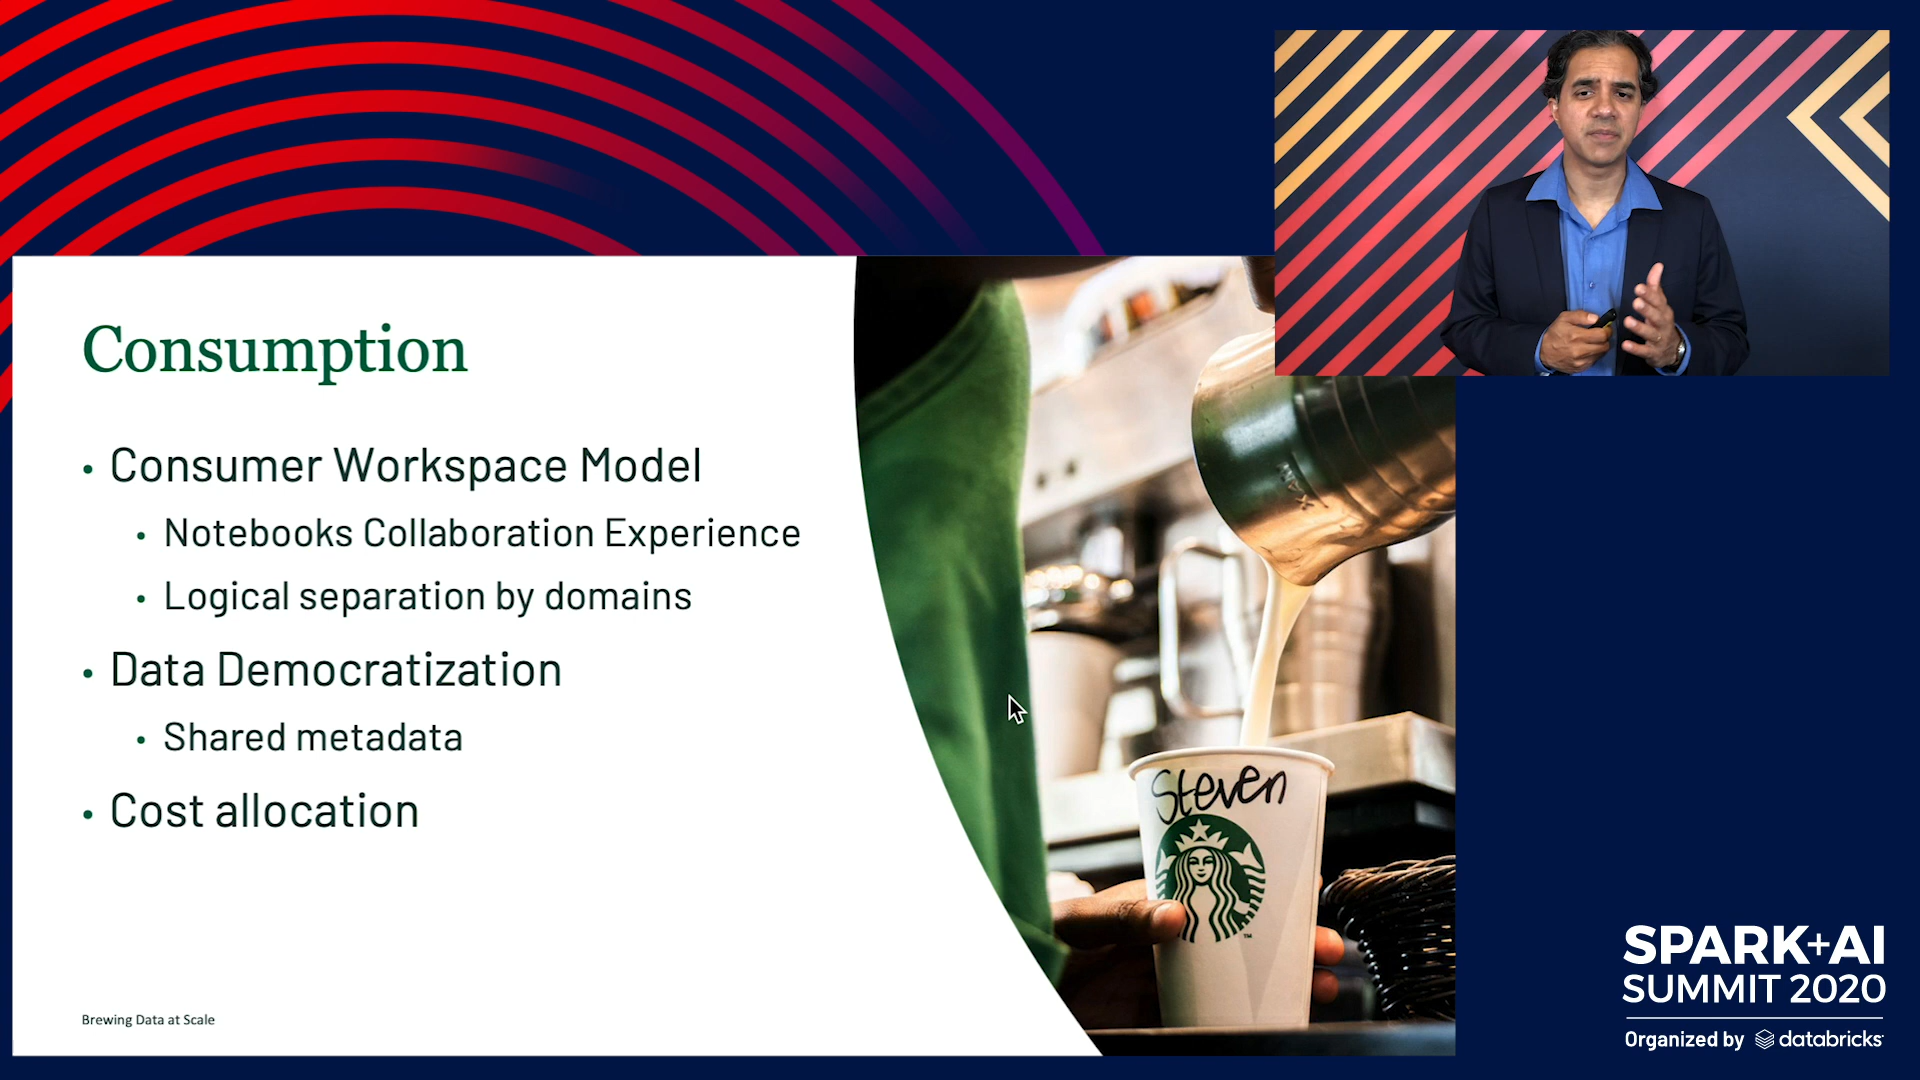 Consumption
• Consumer Workspace Model
• Notebooks Collaboration Experience
• Logical separation by domains
• Data Democratization
• Shared metadata
• Cost allocation
Brewing Data at Scale
Steven
TM
SPARK+AI
SUMMIT 2020
Organized by databricks